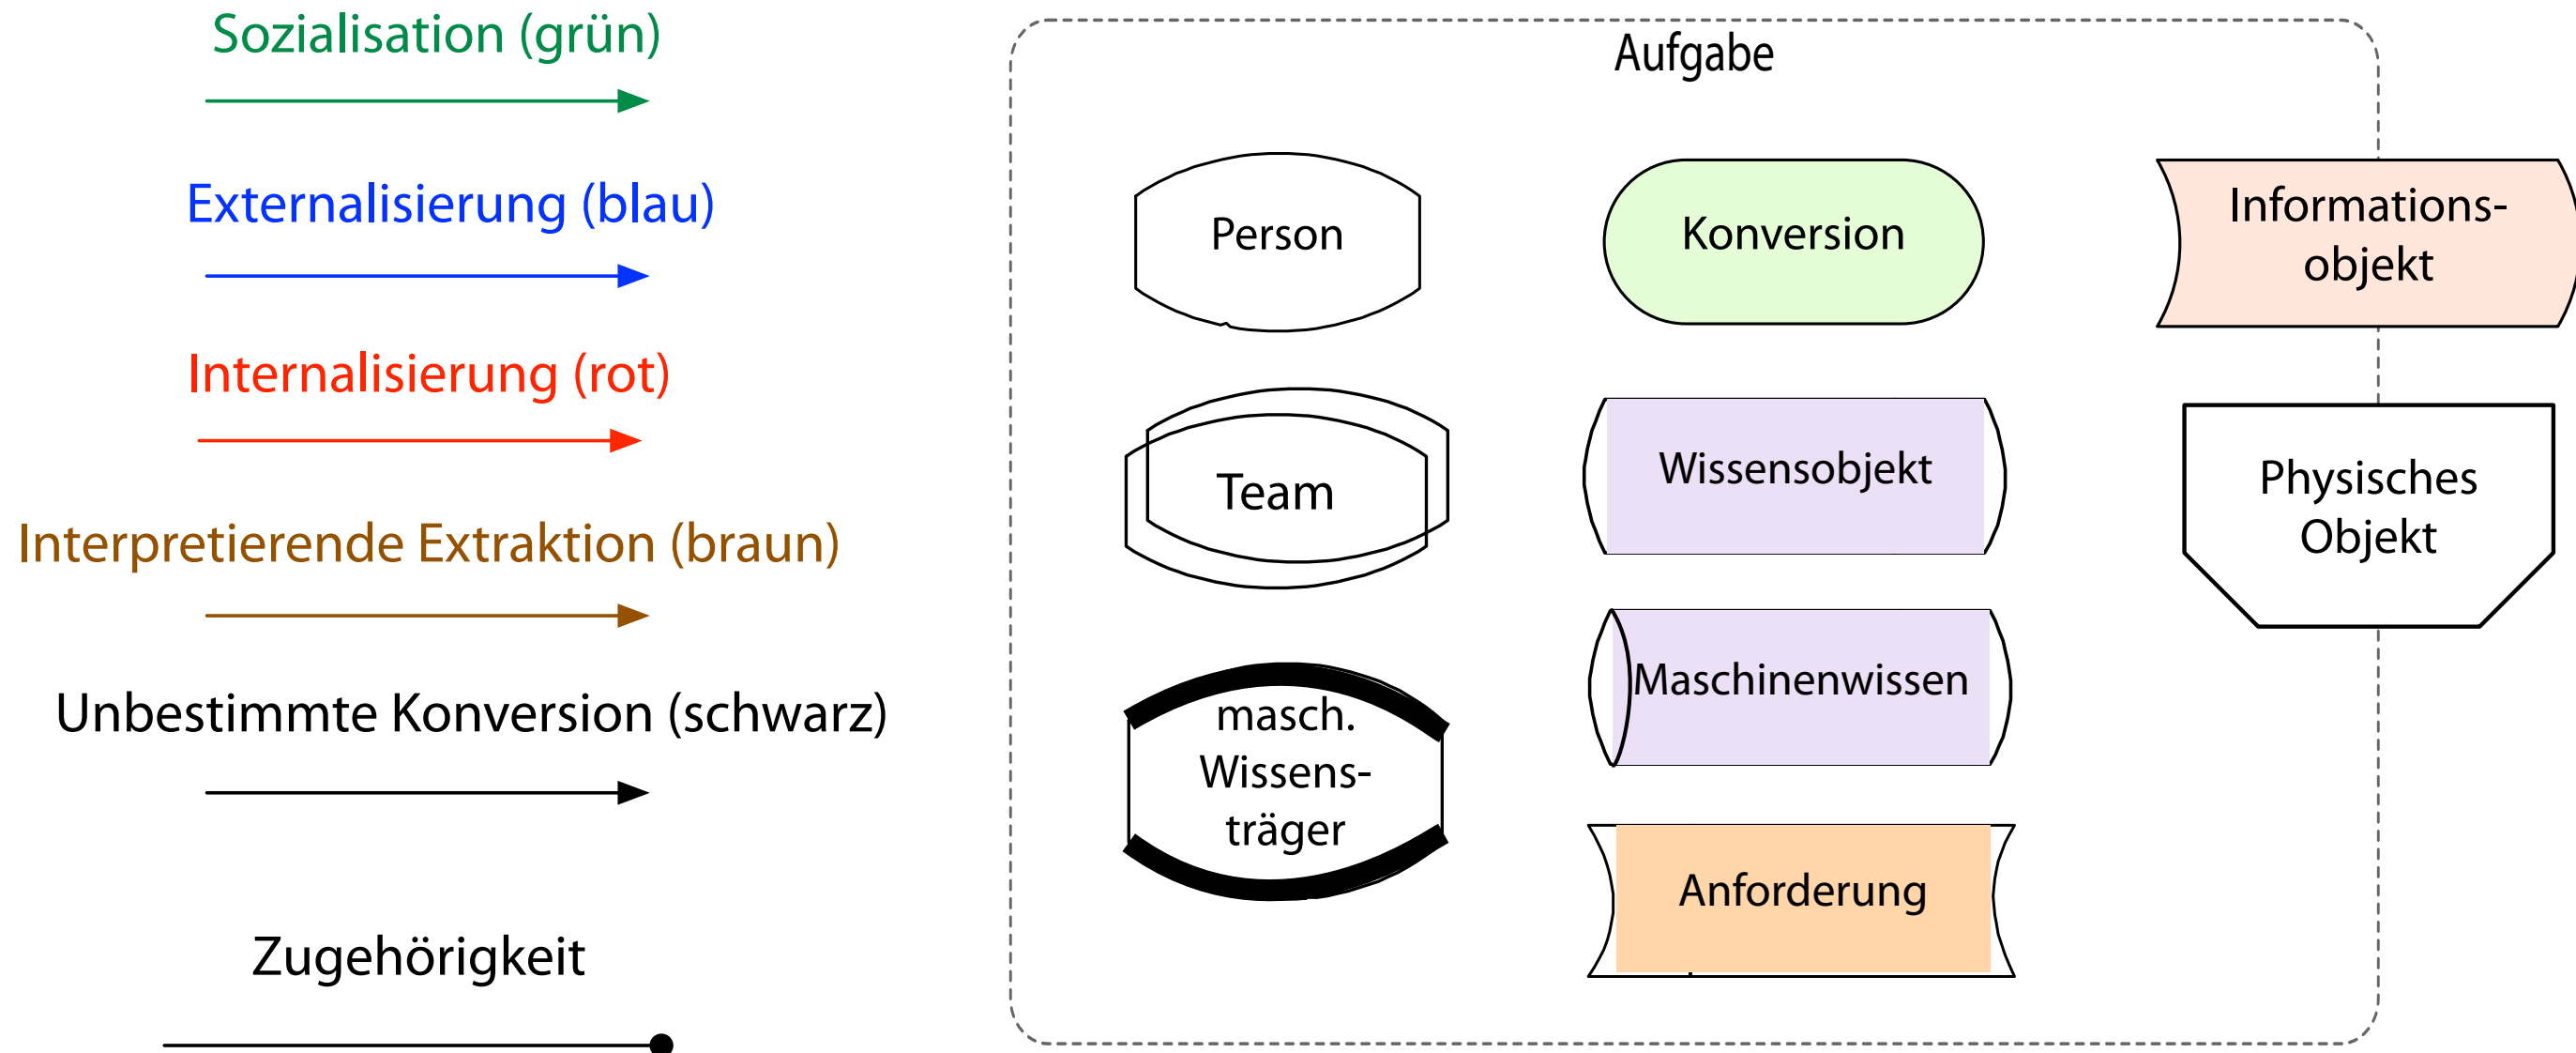 Sozialisation (grün)
Externalisierung (blau)
Internalisierung (rot)
Interpretierende Extraktion (braun)
Unbestimmte Konversion (schwarz)
Zugehörigkeit
Aufgabe
Person
Konversion
Informations-
objekt
Team
Wissensobjekt
Physisches
Objekt
masch.
Wissens-
träger
Maschinenwissen
Anforderung